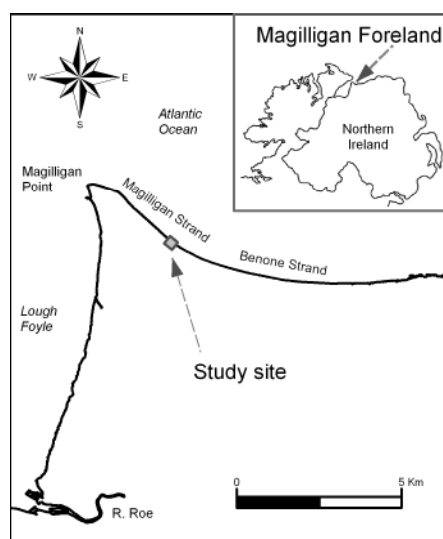 N
W
E
S
Atlantic
Ocean
Magilligan Foreland
Northern
Ireland
Magilligan
Point
Magilligan Strand
Benone Strand
Lough
Foyle
Study site
0
5 Km
R. Roe